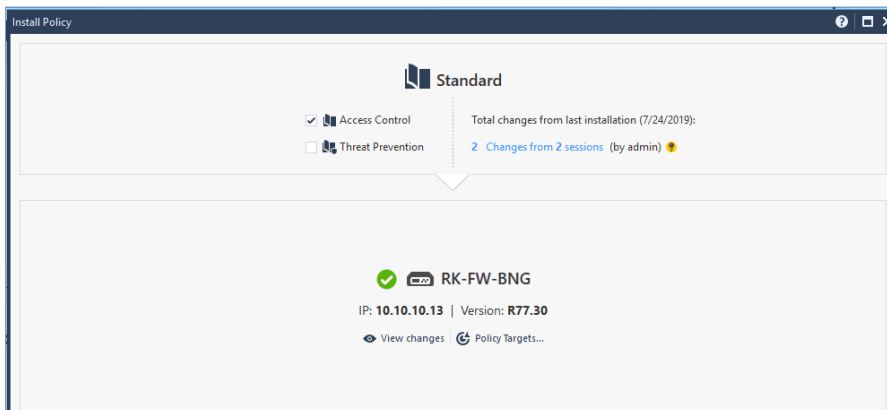 Install Policy
Standard
Access Control
Total changes from last installation (7/24/2019):
Threat Prevention
2 Changes from 2 sessions (by admin)
RK-FW-BNG
IP: 10.10.10.13 | Version: R77.30
View changes
Policy Targets...